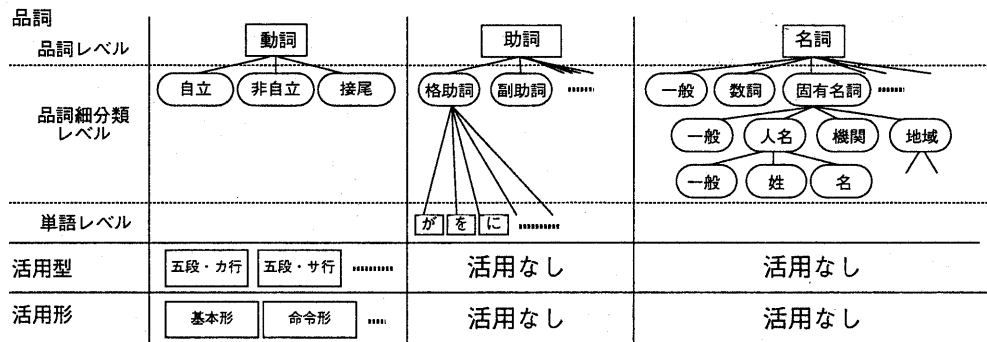 品詞
品詞レベル 動詞 助詞 名詞
品詞細分類レベル 自立 非自立 接尾 格助詞 副助詞 一般 数詞 固有名詞
一般 人名 機関 地域
一般 姓 名
単語レベル が を に
活用型 五段・カ行 五段・サ行 活用なし 活用なし
活用形 基本形 命令形 活用なし 活用なし